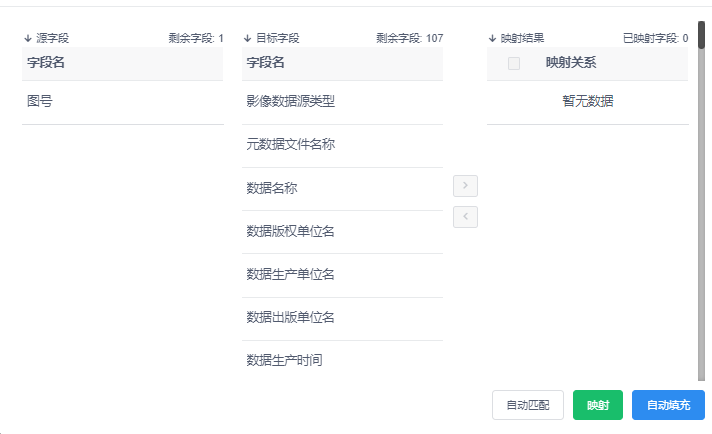 源字段 剩余字段: 1
字段名
图号
目标字段 剩余字段: 107
字段名
影像数据源类型
元数据文件名称
数据名称
数据版权单位名
数据生产单位名
数据出版单位名
数据生产时间
映射结果 已映射字段: 0
映射关系
暂无数据
自动匹配 映射 自动填充